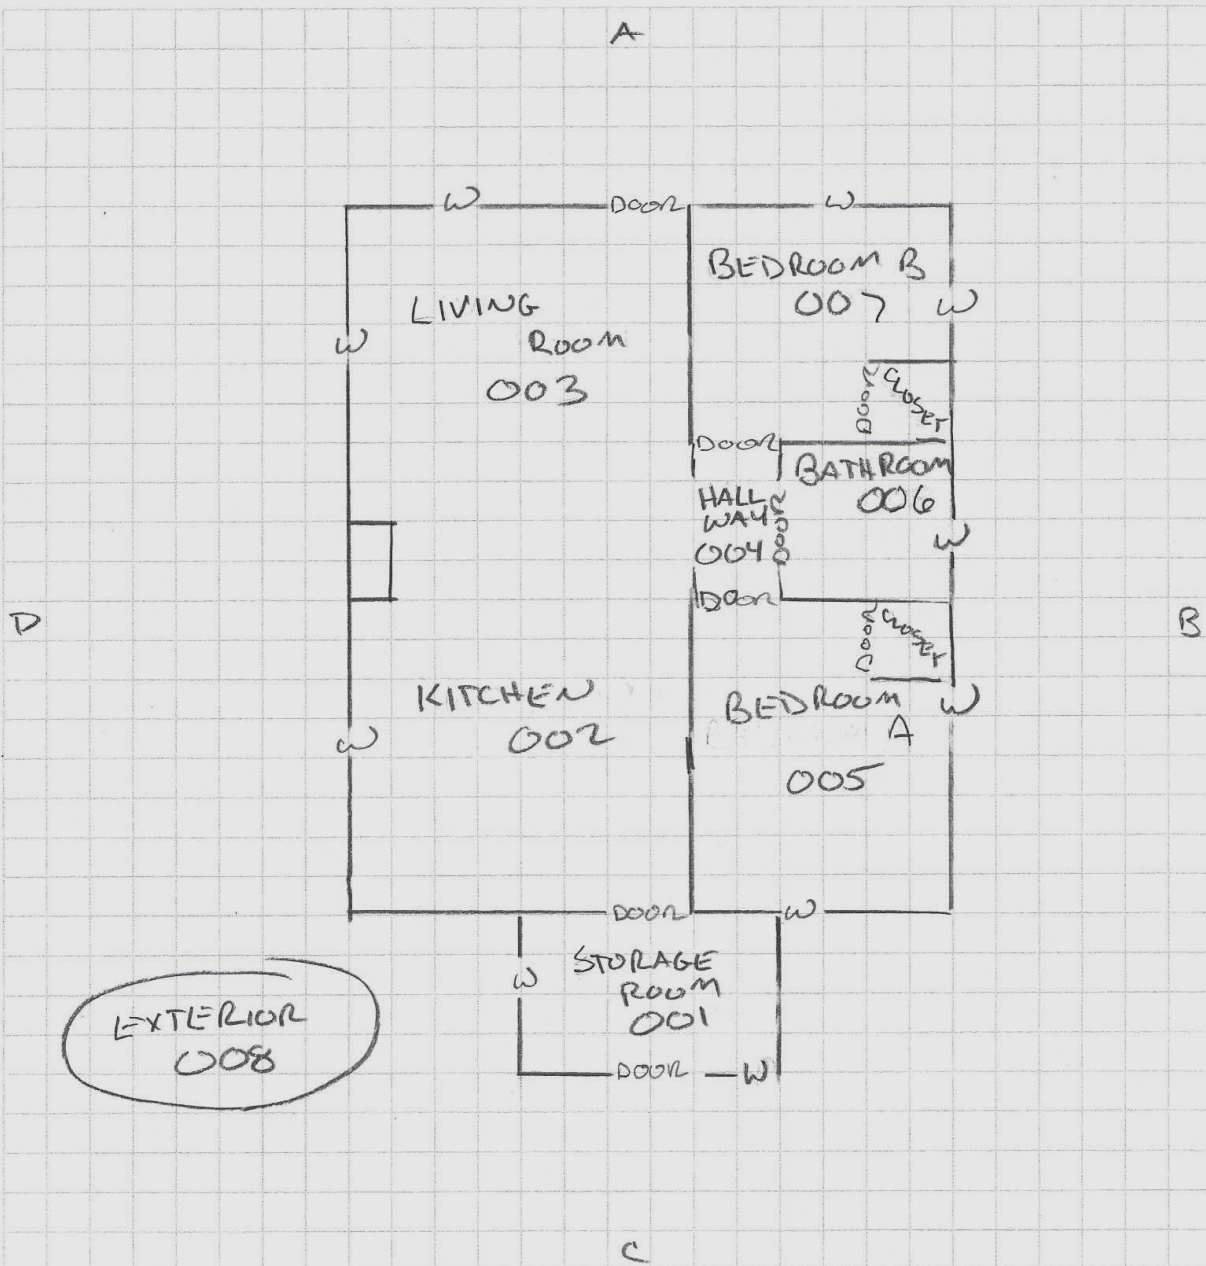 A
W
DOOR
W
BEDROOM B
007
W
LIVING
ROOM
003
W
DOOR
CLOSET
DOOR
BATHROOM
006
HALL
WAY
004
DOOR
W
DOOR
D
B
DOOR
CLOSET
KITCHEN
002
W
BEDROOM
A
005
W
DOOR
W
STORAGE
ROOM
001
W
DOOR
W
EXTERIOR
008
C